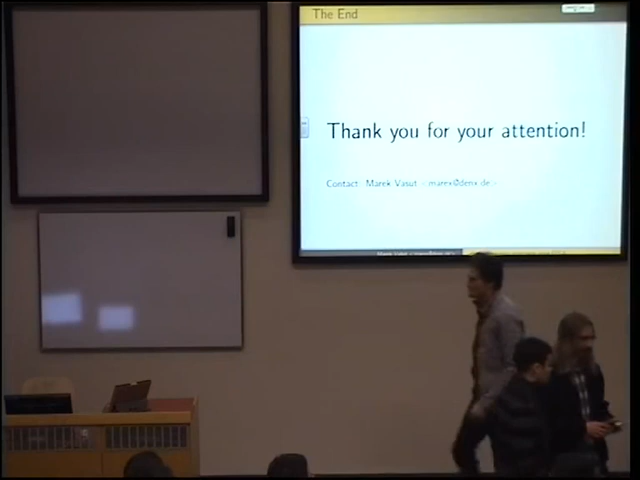 The End
Thank you for your attention!
Contact: Marek Vasut <marex@denx.de>